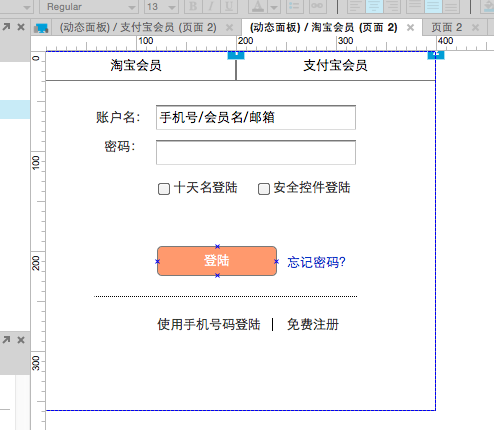 Regular 13 B I U A
(动态面板) / 支付宝会员 (页面 2) (动态面板) / 淘宝会员 (页面 2) 页面 2
100 200 300 400
0
淘宝会员 支付宝会员
账户名： 手机号/会员名/邮箱
100
密码：
十天名登陆 安全控件登陆
200
登陆 忘记密码？
使用手机号码登陆 | 免费注册
300